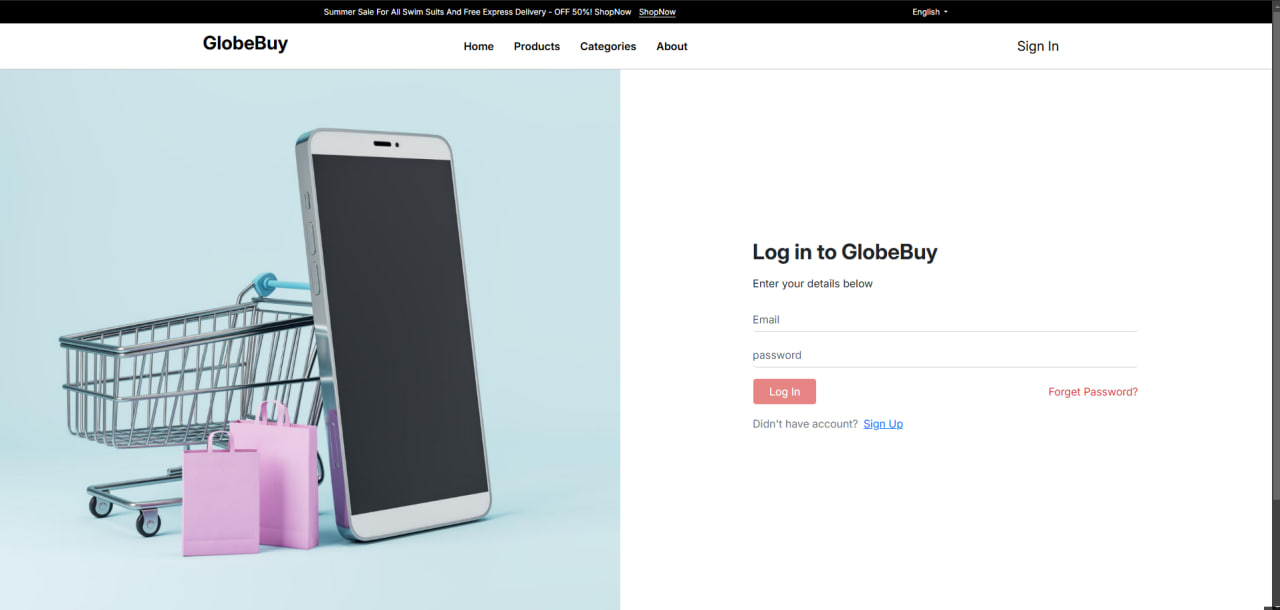 Summer Sale For All Swim Suits And Free Express Delivery - OFF 50%! ShopNow ShopNow
English
GlobeBuy
Home
Products
Categories
About
Sign In
Log in to GlobeBuy
Enter your details below
Email
password
Log In
Forget Password?
Didn't have account? Sign Up